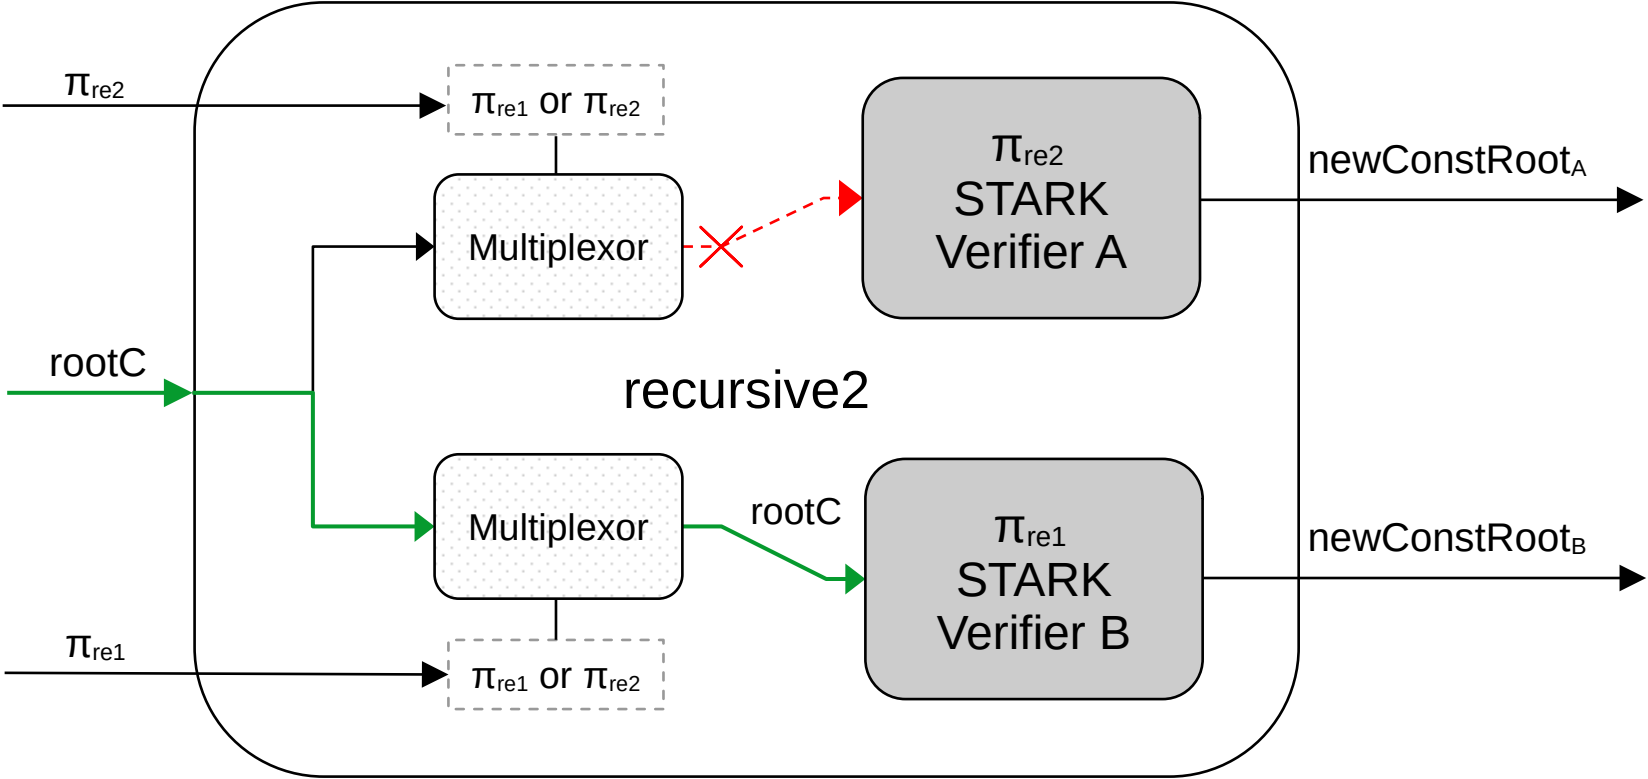 πre2
πre1 or πre2
πre2
STARK
Verifier A
newConstRootA
Multiplexor
rootC
recursive2
Multiplexor
rootC
πre1
STARK
Verifier B
newConstRootB
πre1
πre1 or πre2